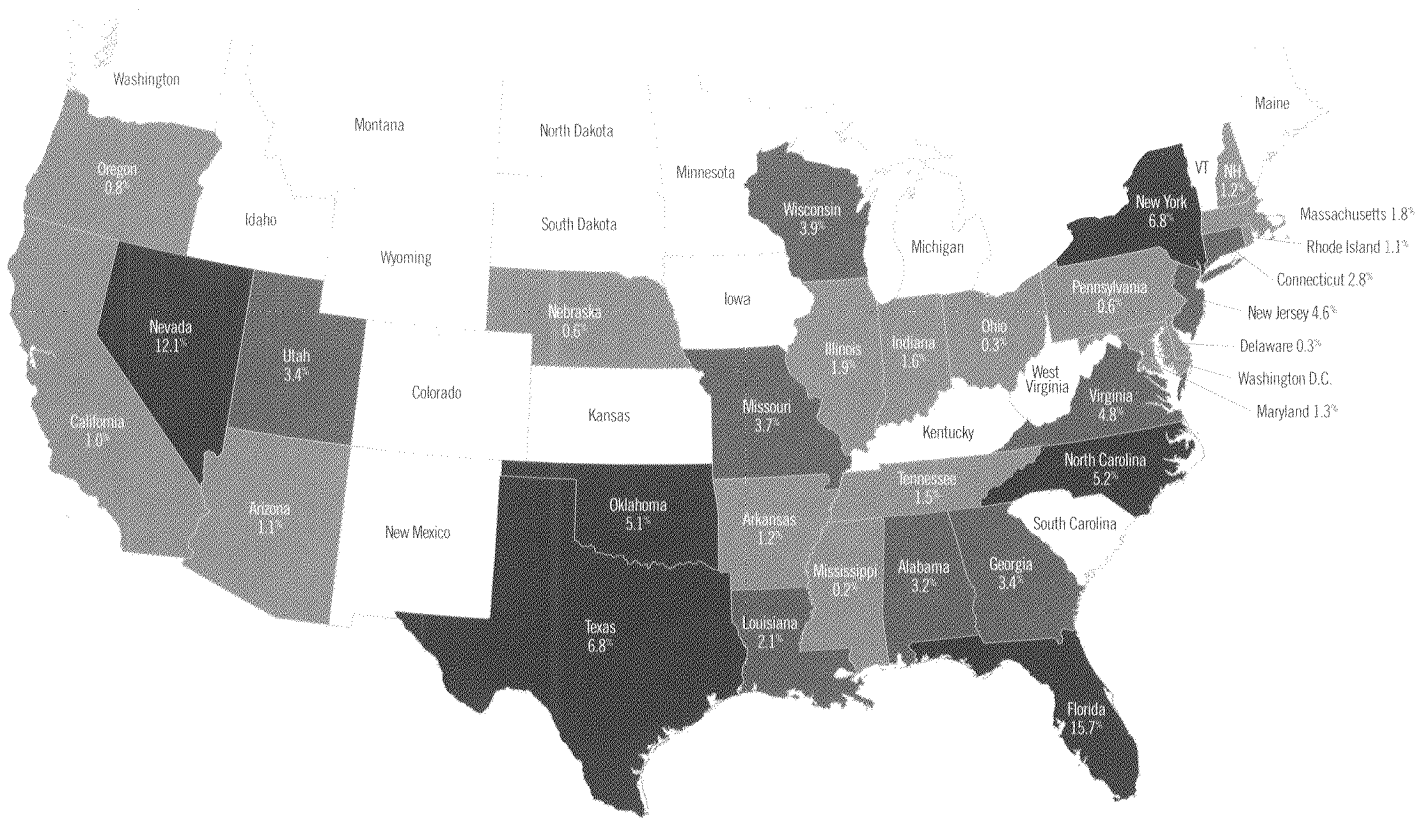 Washington
Maine
Montana
North Dakota
VT
Minnesota
Oregon
0.8%
NH
1.2%
New York
6.8%
Wisconsin
3.9%
Massachusetts 1.8%
Idaho
South Dakota
Michigan
Rhode Island 1.1%
Wyoming
Connecticut 2.8%
Pennsylvania
0.6%
Iowa
Nebraska
0.6%
New Jersey 4.6%
Nevada
12.1%
Ohio
0.3%
Indiana
1.6%
Illinois
1.9%
Delaware 0.3%
Utah
3.4%
West
Virginia
Washington D.C.
Colorado
Virginia
4.8%
Maryland 1.3%
Missouri
3.7%
Kansas
California
1.0%
Kentucky
North Carolina
5.2%
Tennessee
1.5%
Arizona
1.1%
Oklahoma
5.1%
Arkansas
1.2%
South Carolina
New Mexico
Mississippi
0.2%
Alabama
3.2%
Georgia
3.4%
Texas
6.8%
Louisiana
2.1%
Florida
15.7%